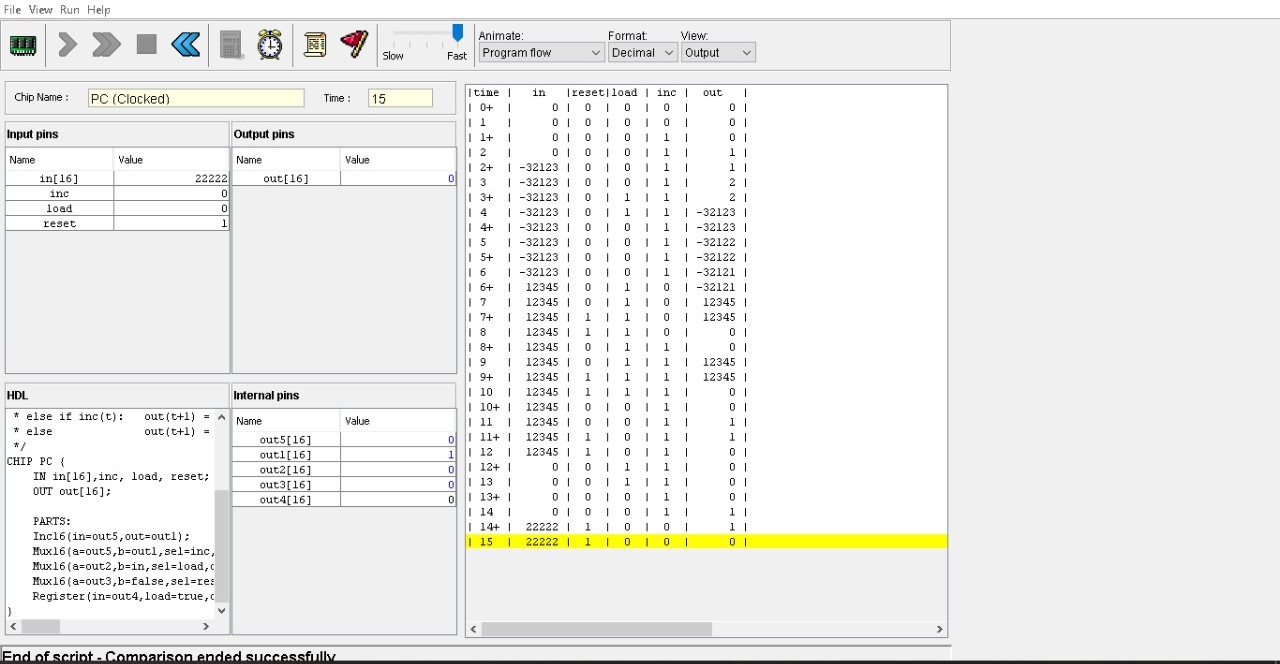 File View Run Help
Animate: Format: View:
Slow Fast Program flow Decimal Output
Chip Name : PC (Clocked) Time : 15
Input pins
Name Value
in[16] 22222
inc 0
load 0
reset 1
Output pins
Name Value
out[16] 0
HDL
* else if inc(t): out(t+1) =
* else out(t+1) =
*/
CHIP PC {
IN in[16],inc, load, reset;
OUT out[16];
PARTS:
Inc16(in=out5,out=out1);
Mux16(a=out5,b=out1,sel=inc,
Mux16(a=out2,b=in,sel=load,o
Mux16(a=out3,b=false,sel=res
Register(in=out4,load=true,o
}
Internal pins
Name Value
out5[16] 0
out1[16] 1
out2[16] 0
out3[16] 0
out4[16] 0
|time | in |reset|load | inc | out |
| 0+ | 0 | 0 | 0 | 0 | 0 |
| 1 | 0 | 0 | 0 | 0 | 0 |
| 1+ | 0 | 0 | 0 | 1 | 0 |
| 2 | 0 | 0 | 0 | 1 | 1 |
| 2+ | -32123 | 0 | 0 | 1 | 1 |
| 3 | -32123 | 0 | 0 | 1 | 2 |
| 3+ | -32123 | 0 | 1 | 1 | 2 |
| 4 | -32123 | 0 | 1 | 1 | -32123 |
| 4+ | -32123 | 0 | 0 | 1 | -32123 |
| 5 | -32123 | 0 | 0 | 1 | -32122 |
| 5+ | -32123 | 0 | 0 | 1 | -32122 |
| 6 | -32123 | 0 | 0 | 1 | -32121 |
| 6+ | 12345 | 0 | 1 | 0 | -32121 |
| 7 | 12345 | 0 | 1 | 0 | 12345 |
| 7+ | 12345 | 1 | 1 | 0 | 12345 |
| 8 | 12345 | 1 | 1 | 0 | 0 |
| 8+ | 12345 | 0 | 1 | 1 | 0 |
| 9 | 12345 | 0 | 1 | 1 | 12345 |
| 9+ | 12345 | 1 | 1 | 1 | 12345 |
| 10 | 12345 | 1 | 1 | 1 | 0 |
| 10+ | 12345 | 0 | 0 | 1 | 0 |
| 11 | 12345 | 0 | 0 | 1 | 1 |
| 11+ | 12345 | 1 | 0 | 1 | 1 |
| 12 | 12345 | 1 | 0 | 1 | 0 |
| 12+ | 0 | 0 | 1 | 1 | 0 |
| 13 | 0 | 0 | 1 | 1 | 0 |
| 13+ | 0 | 0 | 0 | 1 | 0 |
| 14 | 0 | 0 | 0 | 1 | 1 |
| 14+ | 22222 | 1 | 0 | 0 | 1 |
| 15 | 22222 | 1 | 0 | 0 | 0 |
End of script - Comparison ended successfully